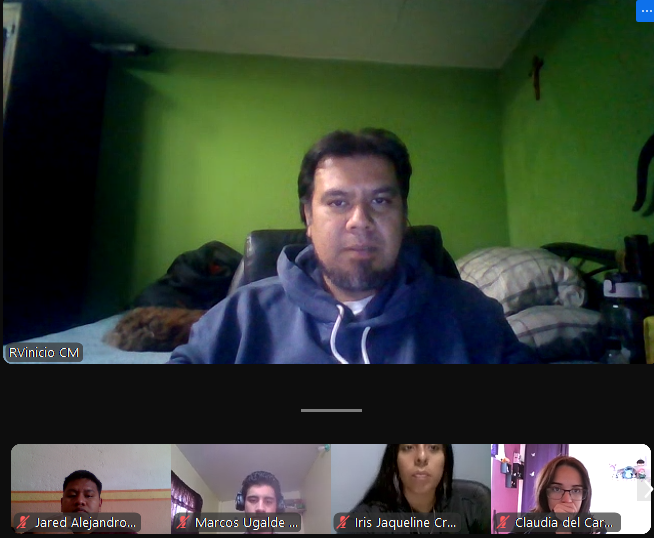 RVinicio CM
Jared Alejandro...
Marcos Ugalde ...
Iris Jaqueline Cr...
Claudia del Car...